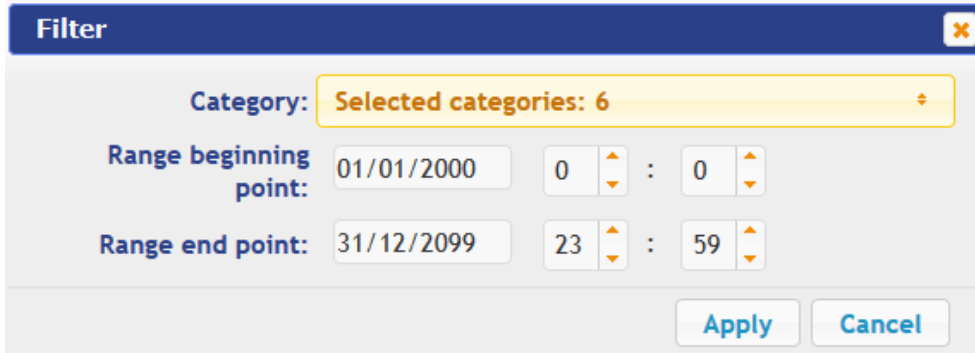 Filter
Category: Selected categories: 6
Range beginning
point: 01/01/2000 0 : 0
Range end point: 31/12/2099 23 : 59
Apply Cancel